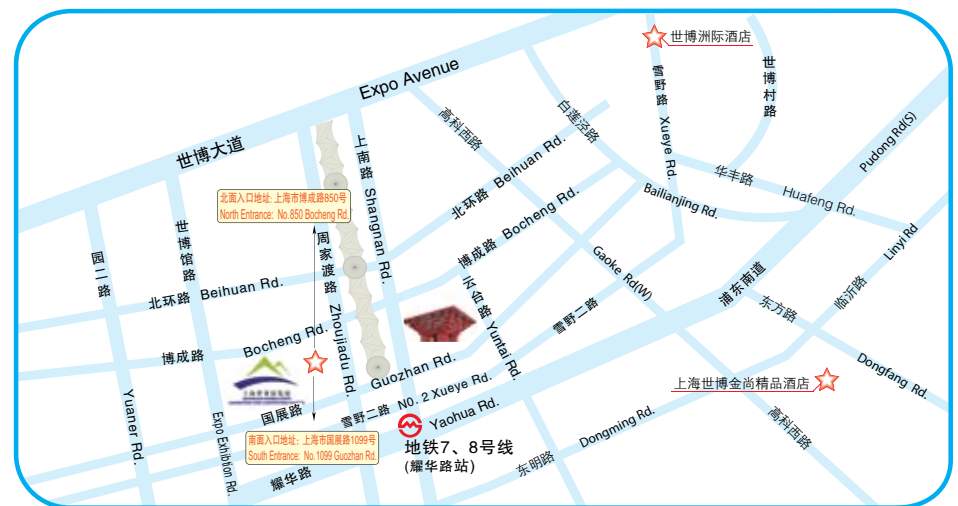 世博洲际酒店
Expo Avenue
世博大道
雪野路 Xueye Rd.
世博村路
高科西路
白莲泾路
上南路 Shangnan Rd.
北环路 Beihuan Rd.
Pudong Rd(S)
华丰路
Huafeng Rd.
Bailianjing Rd.
北面入口地址: 上海市博成路850号
North Entrance: No.850 Bocheng Rd.
世博馆路
园二路
周家渡路 Zhoujiadu Rd.
博成路 Bocheng Rd.
Linyi Rd
临沂路
Gaoke Rd(W)
浦东南道
东方路
Dongfang Rd.
北环路 Beihuan Rd.
云台路 Yuntai Rd.
雪野二路
博成路 Bocheng Rd.
国展路
Guozhan Rd.
上海世博金尚精品酒店
Yuaner Rd.
Expo Exhibtion Rd.
雪野二路 NO. 2 Xueye Rd.
Yaohua Rd.
南面入口地址: 上海市国展路1099号
South Entrance: No.1099 Guozhan Rd.
地铁7、8号线
(耀华路站)
耀华路
东明路
Dongming Rd.
高科西路